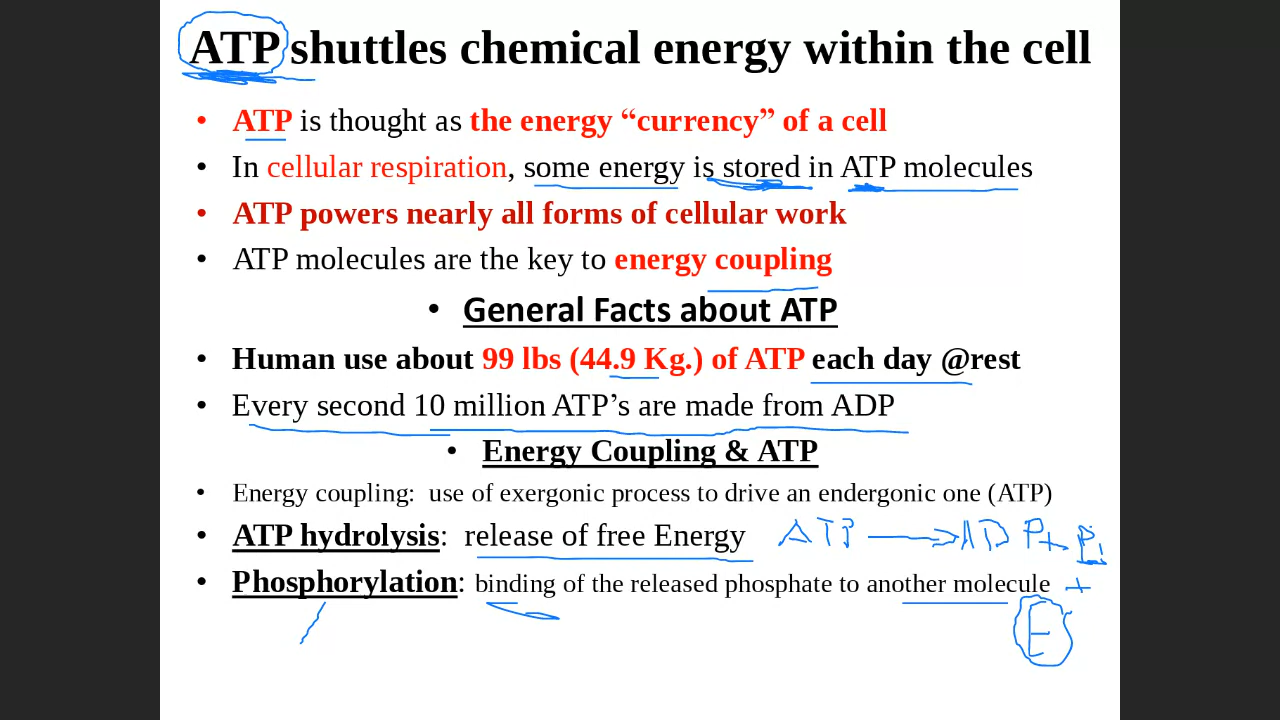 ATP shuttles chemical energy within the cell
• ATP is thought as the energy “currency” of a cell
• In cellular respiration, some energy is stored in ATP molecules
• ATP powers nearly all forms of cellular work
• ATP molecules are the key to energy coupling
• General Facts about ATP
• Human use about 99 lbs (44.9 Kg.) of ATP each day @rest
• Every second 10 million ATP’s are made from ADP
• Energy Coupling & ATP
• Energy coupling: use of exergonic process to drive an endergonic one (ATP)
• ATP hydrolysis: release of free Energy ATP → ADP + Pi
• Phosphorylation: binding of the released phosphate to another molecule +
E